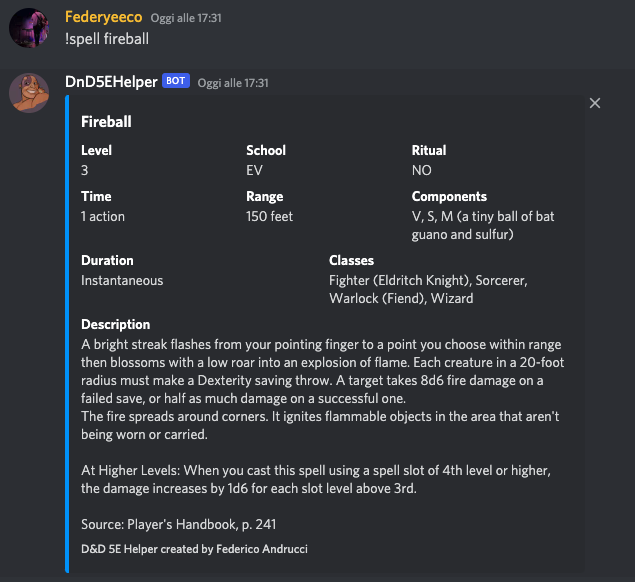 Federyeeco Oggi alle 17:31
!spell fireball
DnD5EHelper BOT Oggi alle 17:31
Fireball
Level School Ritual
3 EV NO
Time Range Components
1 action 150 feet V, S, M (a tiny ball of bat
guano and sulfur)
Duration Classes
Instantaneous Fighter (Eldritch Knight), Sorcerer,
Warlock (Fiend), Wizard
Description
A bright streak flashes from your pointing finger to a point you choose within range
then blossoms with a low roar into an explosion of flame. Each creature in a 20-foot
radius must make a Dexterity saving throw. A target takes 8d6 fire damage on a
failed save, or half as much damage on a successful one.
The fire spreads around corners. It ignites flammable objects in the area that aren't
being worn or carried.
At Higher Levels: When you cast this spell using a spell slot of 4th level or higher,
the damage increases by 1d6 for each slot level above 3rd.
Source: Player's Handbook, p. 241
D&D 5E Helper created by Federico Andrucci